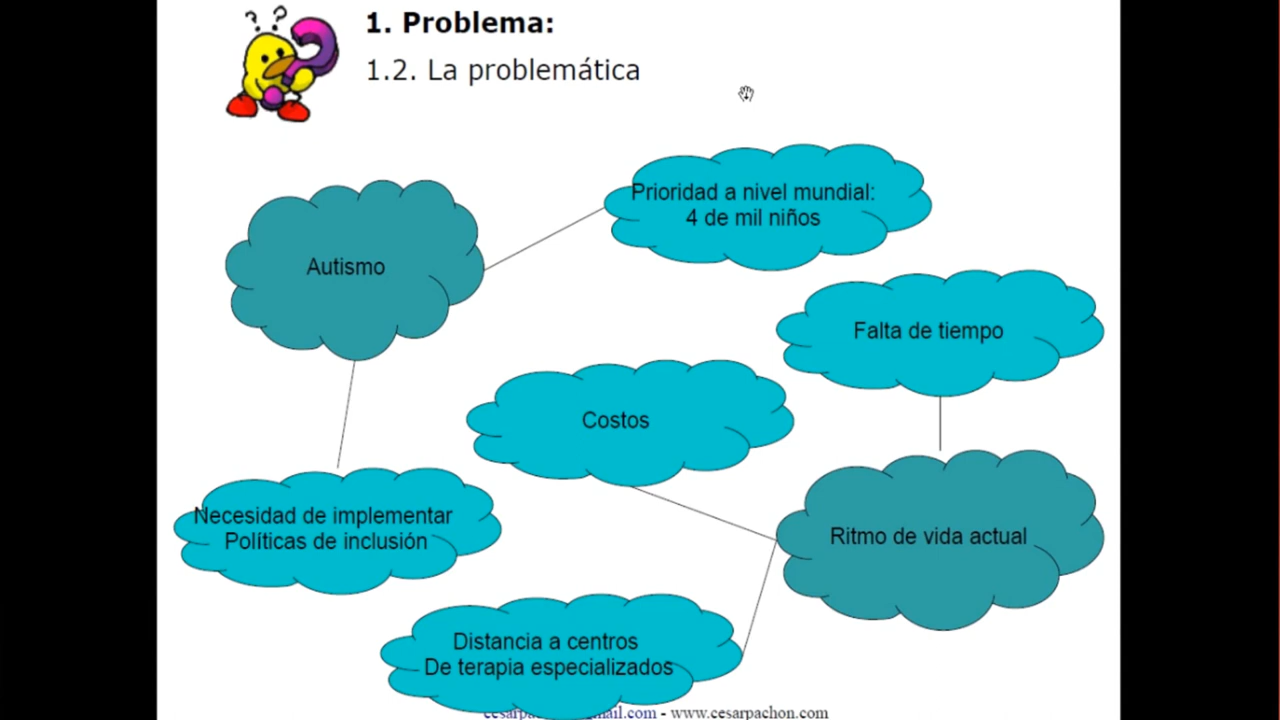 ? ?
1. Problema:
1.2. La problemática
Prioridad a nivel mundial:
4 de mil niños
Autismo
Falta de tiempo
Costos
Necesidad de implementar
Políticas de inclusión
Ritmo de vida actual
Distancia a centros
De terapia especializados
- www.cesarpachon.com